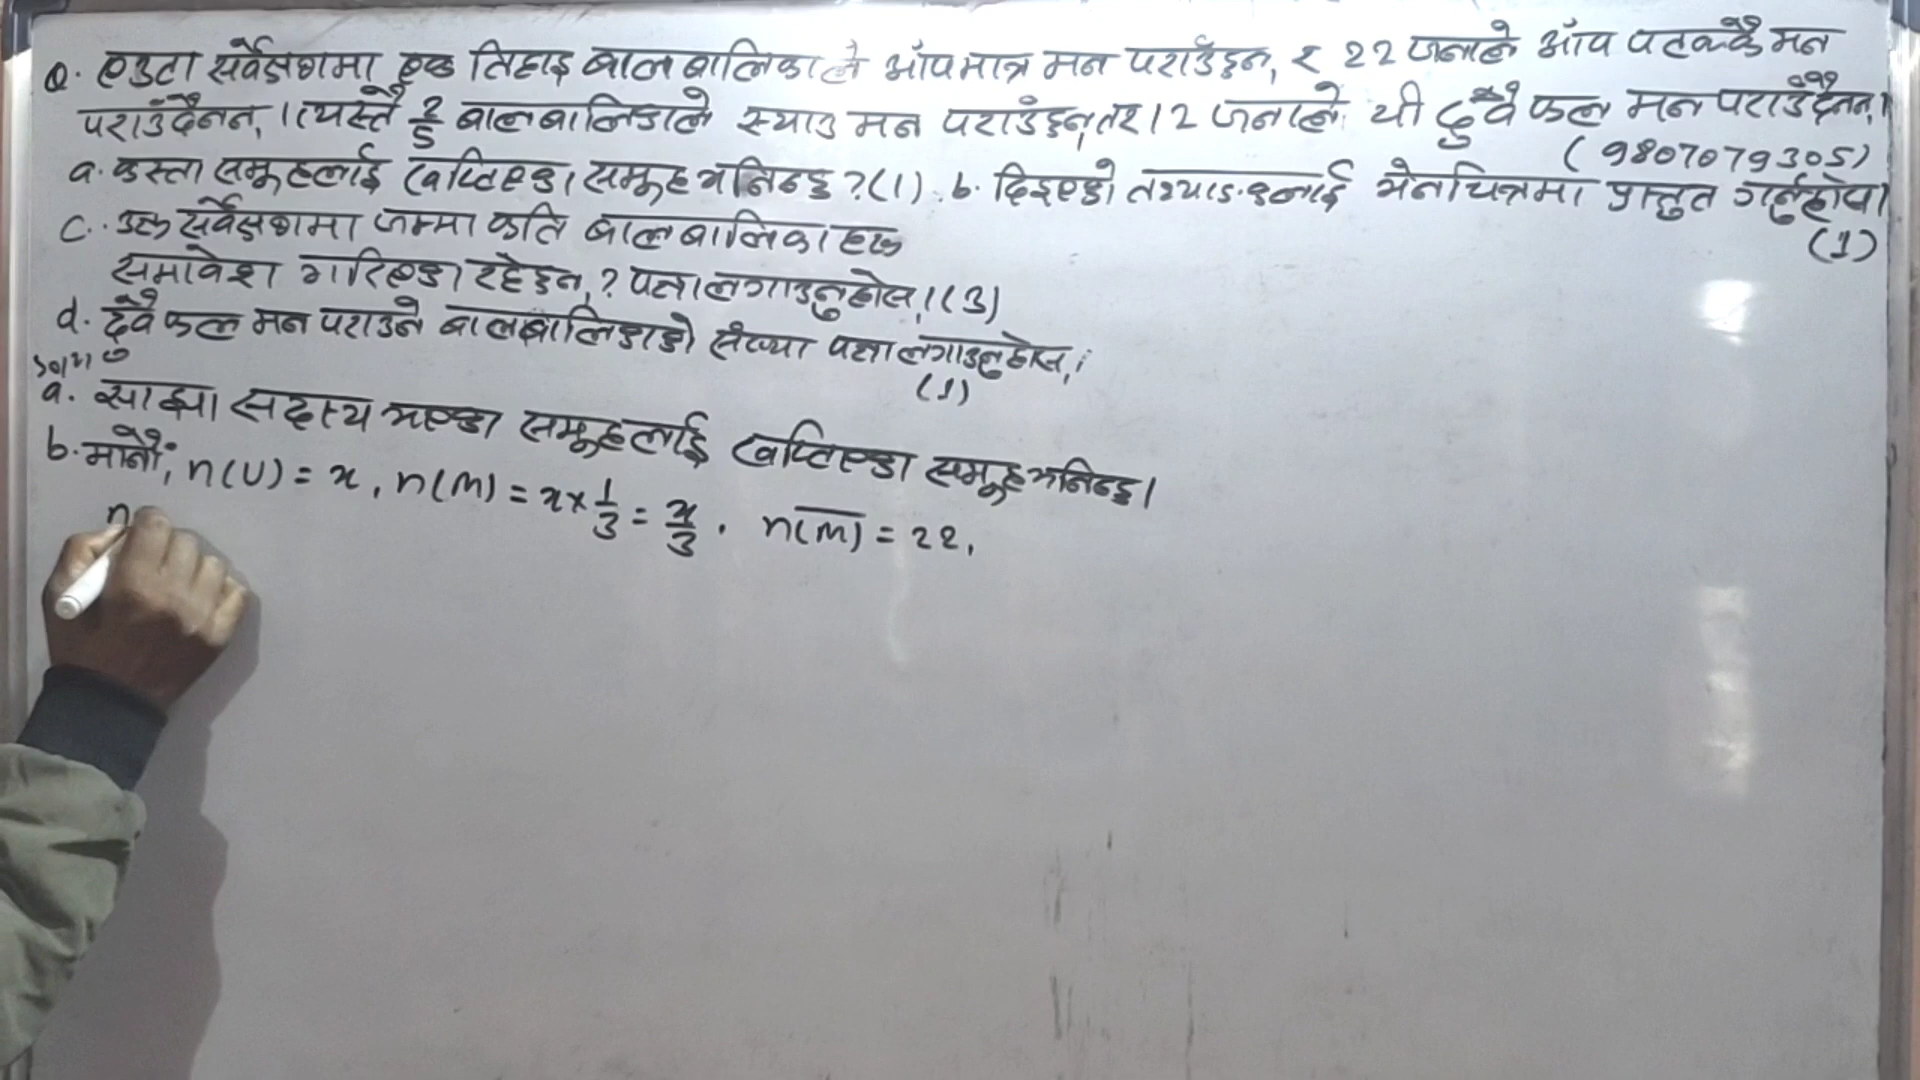 Q. एउटा सर्वेक्षणमा एक तिहाइ बालबालिकाले आँपमात्र मन पराउँछन्, र 22 जनाले आँप पटक्कै मन
पराउँदैनन्, । त्यस्तै 2/5 बालबालिकाले स्याउ मन पराउँछन् तर 12 जनाले यी दुवै फल मन पराउँदैनन् ।
(9807079305)
a. कस्ता समूहलाई खप्टिएका समूह भनिन्छ ? (1) . b. दिइएको तथ्याङ्कलाई भेनचित्रमा प्रस्तुत गर्नुहोस् ।
(1)
c. उक्त सर्वेक्षणमा जम्मा कति बालबालिकाहरू
समावेश गरिएका रहेछन्, ? पत्ता लगाउनुहोस्, । (3)
d. दुवै फल मन पराउने बालबालिकाको संख्या पत्ता लगाउनुहोस्, ।
(1)
a. साझा सदस्य भएका समूहलाई खप्टिएका समूह भनिन्छ ।
b. मानौं, n(U) = x, n(M) = x × 1/3 = x/3 . n(M̅) = 22,
n